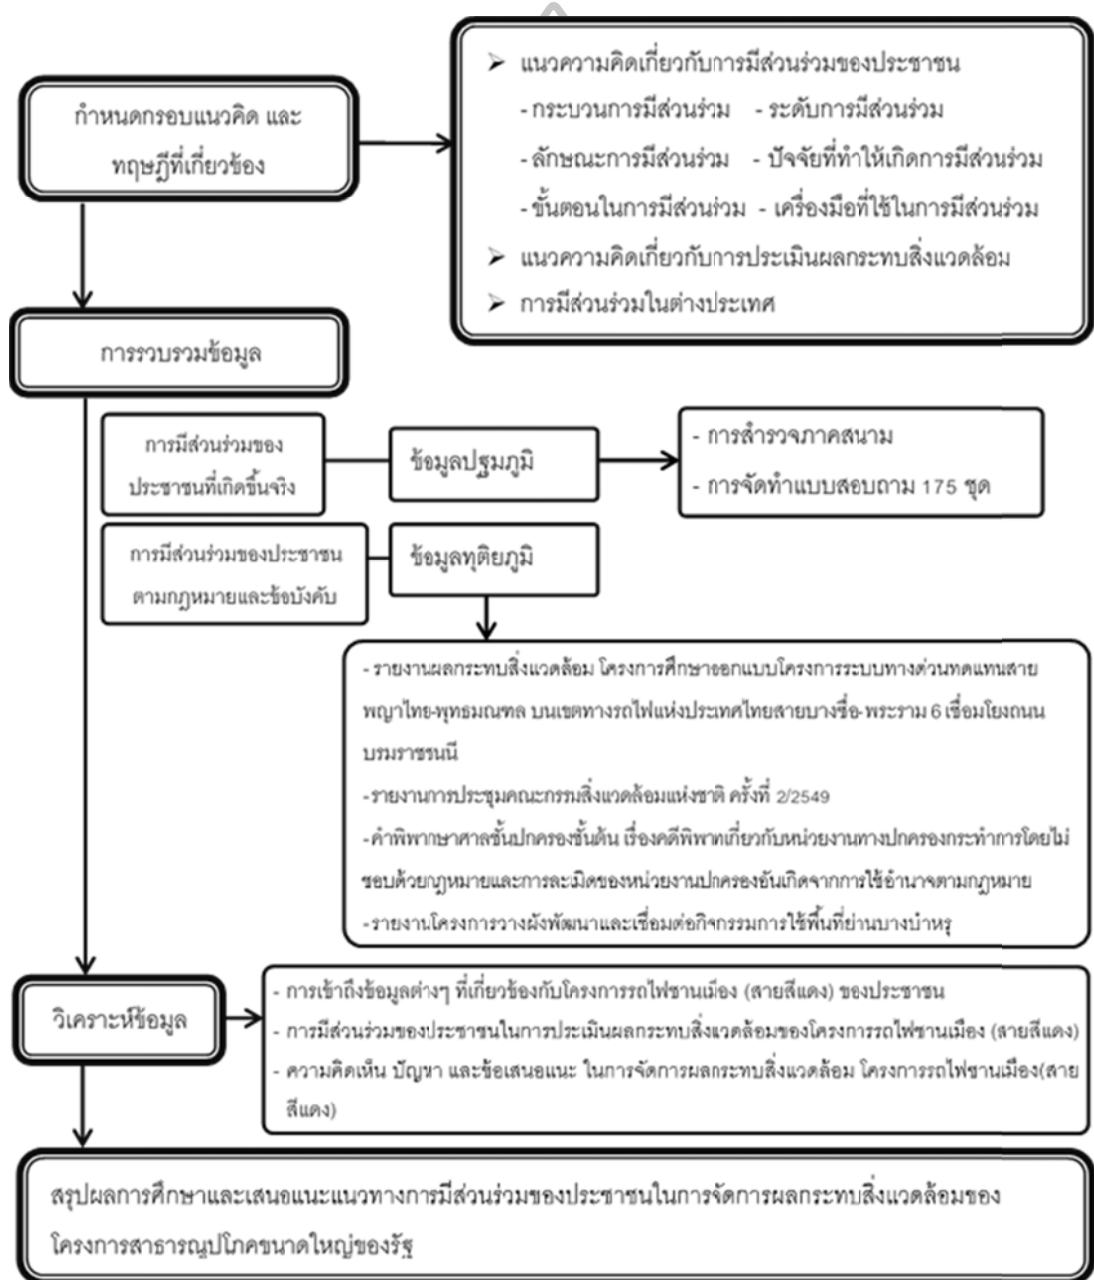 กำหนดกรอบแนวคิด และ
ทฤษฎีที่เกี่ยวข้อง
➢ แนวความคิดเกี่ยวกับการมีส่วนร่วมของประชาชน
- กระบวนการมีส่วนร่วม - ระดับการมีส่วนร่วม
- ลักษณะการมีส่วนร่วม - ปัจจัยที่ทำให้เกิดการมีส่วนร่วม
- ขั้นตอนในการมีส่วนร่วม - เครื่องมือที่ใช้ในการมีส่วนร่วม
➢ แนวความคิดเกี่ยวกับการประเมินผลกระทบสิ่งแวดล้อม
➢ การมีส่วนร่วมในต่างประเทศ
การรวบรวมข้อมูล
การมีส่วนร่วมของ
ประชาชนที่เกิดขึ้นจริง
ข้อมูลปฐมภูมิ
- การสำรวจภาคสนาม
- การจัดทำแบบสอบถาม 175 ชุด
การมีส่วนร่วมของประชาชน
ตามกฎหมายและข้อบังคับ
ข้อมูลทุติยภูมิ
- รายงานผลกระทบสิ่งแวดล้อม โครงการศึกษาออกแบบโครงการระบบทางด่วนทดแทนสาย
พญาไทย-พุทธมณฑล บนเขตทางรถไฟแห่งประเทศไทยสายบางซื่อ-พระราม 6 เชื่อมโยงถนน
บรมราชชนนี
- รายงานการประชุมคณะกรรมสิ่งแวดล้อมแห่งชาติ ครั้งที่ 2/2549
- คำพิพากษาศาลชั้นปกครองชั้นต้น เรื่องคดีพิพาทเกี่ยวกับหน่วยงานทางปกครองกระทำการโดยไม่
ชอบด้วยกฎหมายและการละเมิดของหน่วยงานปกครองอันเกิดจากการใช้อำนาจตามกฎหมาย
- รายงานโครงการวางผังพัฒนาและเชื่อมต่อกิจกรรมการใช้พื้นที่ย่านบางบำหรุ
วิเคราะห์ข้อมูล
- การเข้าถึงข้อมูลต่างๆ ที่เกี่ยวข้องกับโครงการรถไฟชานเมือง (สายสีแดง) ของประชาชน
- การมีส่วนร่วมของประชาชนในการประเมินผลกระทบสิ่งแวดล้อมของโครงการรถไฟชานเมือง (สายสีแดง)
- ความคิดเห็น ปัญหา และข้อเสนอแนะ ในการจัดการผลกระทบสิ่งแวดล้อม โครงการรถไฟชานเมือง(สาย
สีแดง)
สรุปผลการศึกษาและเสนอแนะแนวทางการมีส่วนร่วมของประชาชนในการจัดการผลกระทบสิ่งแวดล้อมของ
โครงการสาธารณูปโภคขนาดใหญ่ของรัฐ